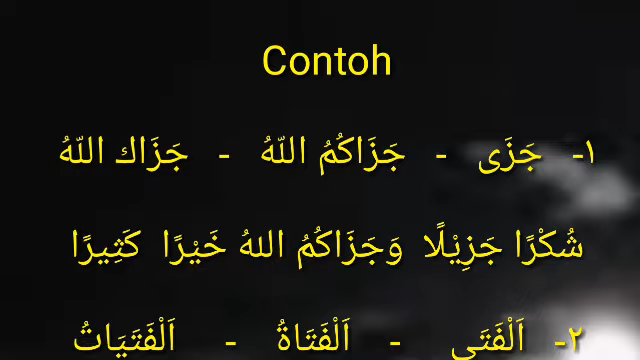 Contoh
١- جَزَى - جَزَاكُمُ اللّهُ - جَزَاك اللّهُ
شُكْرًا جَزِيْلًا وَجَزَاكُمُ اللهُ خَيْرًا كَثِيرًا
٢- اَلْفَتَى - اَلْفَتَاةُ - اَلْفَتَيَاتُ